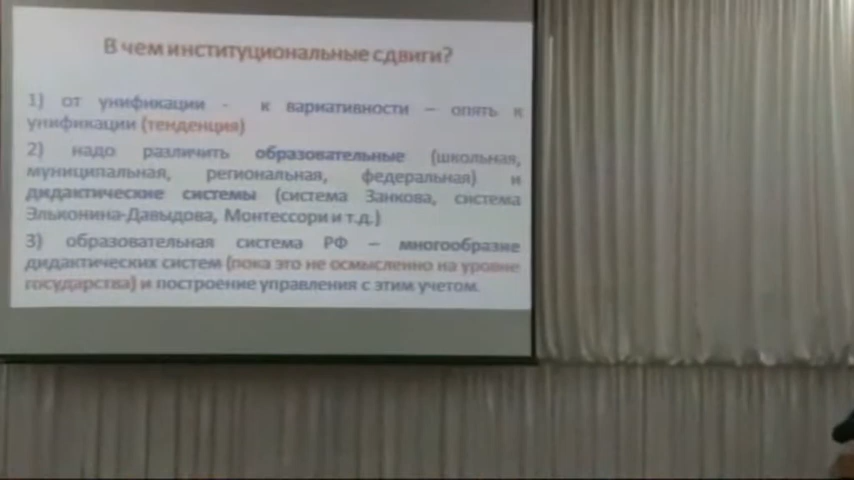 В чем институциональные сдвиги?
1) от унификации - к вариативности – опять к
унификации (тенденция)
2) надо различить образовательные (школьная,
муниципальная, региональная, федеральная) и
дидактические системы (система Занкова, система
Эльконина-Давыдова, Монтессори и т.д.)
3) образовательная система РФ – многообразие
дидактических систем (пока это не осмысленно на уровне
государства) и построение управления с этим учетом.